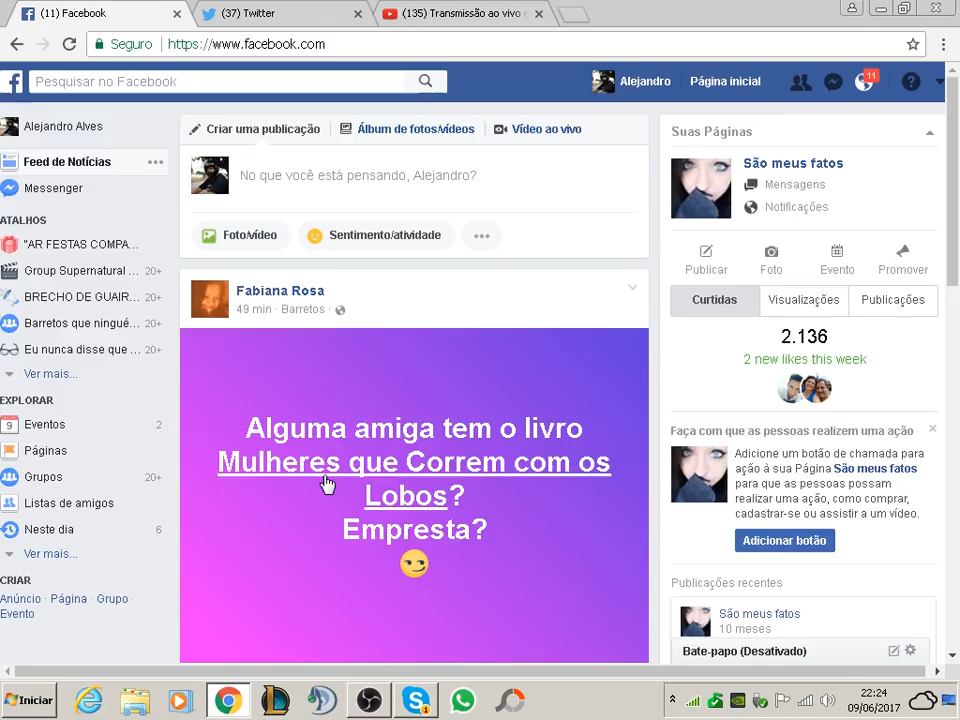 (11) Facebook
(37) Twitter
(135) Transmissão ao vivo
Seguro https://www.facebook.com
Pesquisar no Facebook
Alejandro Página inicial 11
Alejandro Alves
Feed de Notícias
Messenger
ATALHOS
"AR FESTAS COMPA...
Group Supernatural ... 20+
BRECHO DE GUAIR... 20+
Barretos que ningué... 20+
Eu nunca disse que ... 20+
Ver mais...
EXPLORAR
9 Eventos 2
Páginas
Grupos 20+
Listas de amigos
Neste dia 6
Ver mais...
CRIAR
Anúncio · Página · Grupo ·
Evento
Criar uma publicação Álbum de fotos/vídeos Vídeo ao vivo
No que você está pensando, Alejandro?
Foto/vídeo Sentimento/atividade
Fabiana Rosa
49 min · Barretos ·
Alguma amiga tem o livro
Mulheres que Correm com os
Lobos?
Empresta?
Suas Páginas
São meus fatos
Mensagens
Notificações
Publicar Foto Evento Promover
Curtidas Visualizações Publicações
2.136
2 new likes this week
Faça com que as pessoas realizem uma ação
Adicione um botão de chamada para
ação à sua Página São meus fatos
para que as pessoas possam
realizar uma ação, como comprar,
cadastrar-se ou assistir a um vídeo.
Adicionar botão
Publicações recentes
São meus fatos
10 meses
Bate-papo (Desativado)
Iniciar
22:24
09/06/2017